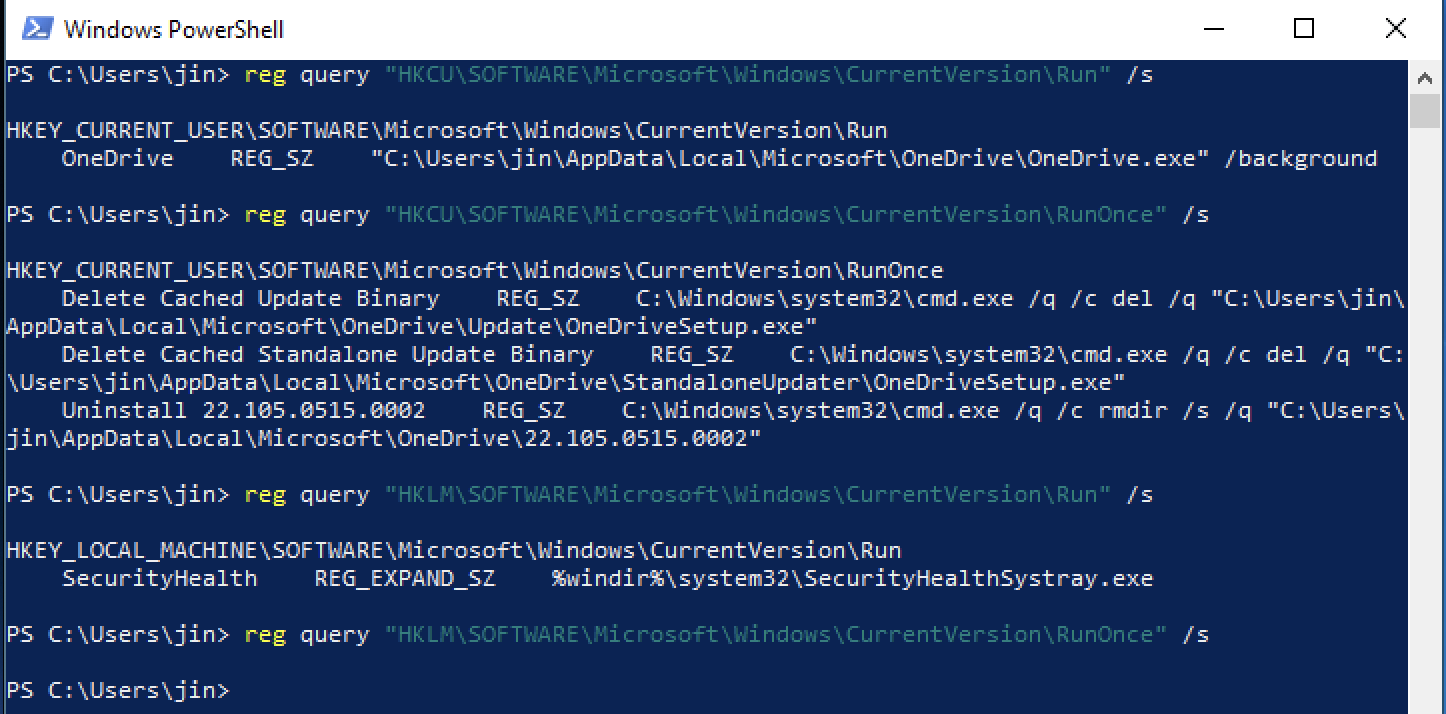 Windows PowerShell
PS C:\Users\jin> reg query "HKCU\SOFTWARE\Microsoft\Windows\CurrentVersion\Run" /s
HKEY_CURRENT_USER\SOFTWARE\Microsoft\Windows\CurrentVersion\Run
    OneDrive    REG_SZ    "C:\Users\jin\AppData\Local\Microsoft\OneDrive\OneDrive.exe" /background
PS C:\Users\jin> reg query "HKCU\SOFTWARE\Microsoft\Windows\CurrentVersion\RunOnce" /s
HKEY_CURRENT_USER\SOFTWARE\Microsoft\Windows\CurrentVersion\RunOnce
    Delete Cached Update Binary    REG_SZ    C:\Windows\system32\cmd.exe /q /c del /q "C:\Users\jin\
AppData\Local\Microsoft\OneDrive\Update\OneDriveSetup.exe"
    Delete Cached Standalone Update Binary    REG_SZ    C:\Windows\system32\cmd.exe /q /c del /q "C:
\Users\jin\AppData\Local\Microsoft\OneDrive\StandaloneUpdater\OneDriveSetup.exe"
    Uninstall 22.105.0515.0002    REG_SZ    C:\Windows\system32\cmd.exe /q /c rmdir /s /q "C:\Users\
jin\AppData\Local\Microsoft\OneDrive\22.105.0515.0002"
PS C:\Users\jin> reg query "HKLM\SOFTWARE\Microsoft\Windows\CurrentVersion\Run" /s
HKEY_LOCAL_MACHINE\SOFTWARE\Microsoft\Windows\CurrentVersion\Run
    SecurityHealth    REG_EXPAND_SZ    %windir%\system32\SecurityHealthSystray.exe
PS C:\Users\jin> reg query "HKLM\SOFTWARE\Microsoft\Windows\CurrentVersion\RunOnce" /s
PS C:\Users\jin>